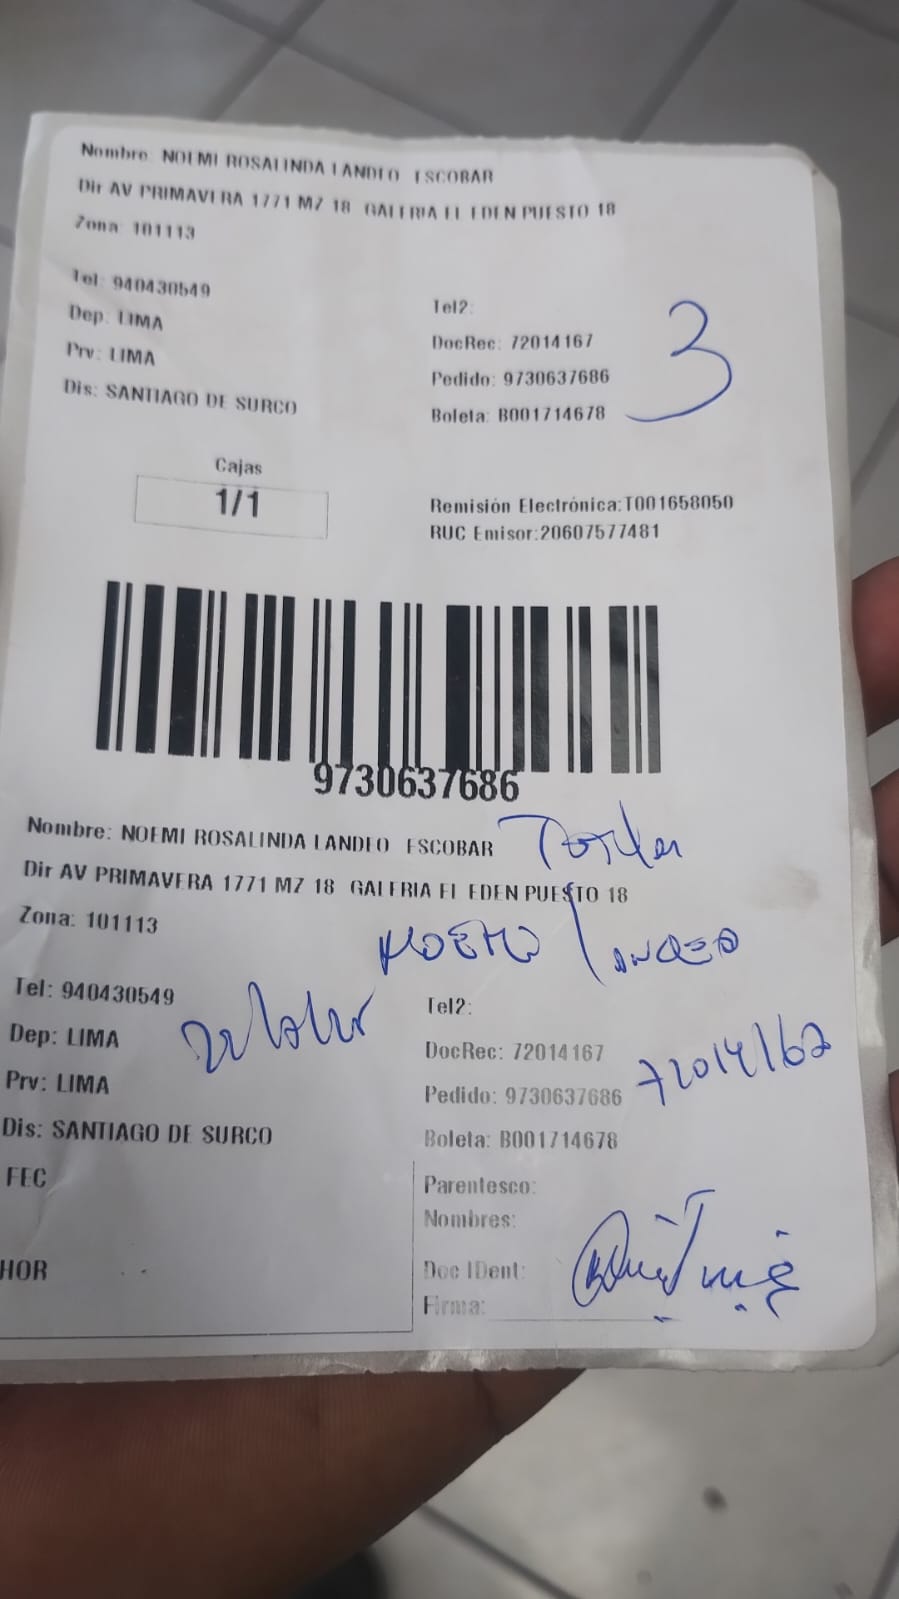 Nombre: NOEMI ROSALINDA LANDEO ESCOBAR
Dir AV PRIMAVERA 1771 MZ 18 GALERIA EL EDEN PUESTO 18
Zona: 101113
Tel: 940430549
Tel2:
Dep: LIMA
DocRec: 72014167
Prv: LIMA
Pedido: 9730637686
Dis: SANTIAGO DE SURCO
Boleta: B001714678
3
Cajas
1/1
Remisión Electrónica:T001658050
RUC Emisor:20607577481
9730637686
Nombre: NOEMI ROSALINDA LANDEO ESCOBAR
Dir AV PRIMAVERA 1771 MZ 18 GALERIA EL EDEN PUESTO 18
Zona: 101113
NOEMI LANDEO
Tel: 940430549
Tel2:
Dep: LIMA
DocRec: 72014167
72014167
Prv: LIMA
Pedido: 9730637686
Dis: SANTIAGO DE SURCO
Boleta: B001714678
FEC
Parentesco:
Nombres:
HOR
Doc IDent:
Firma: